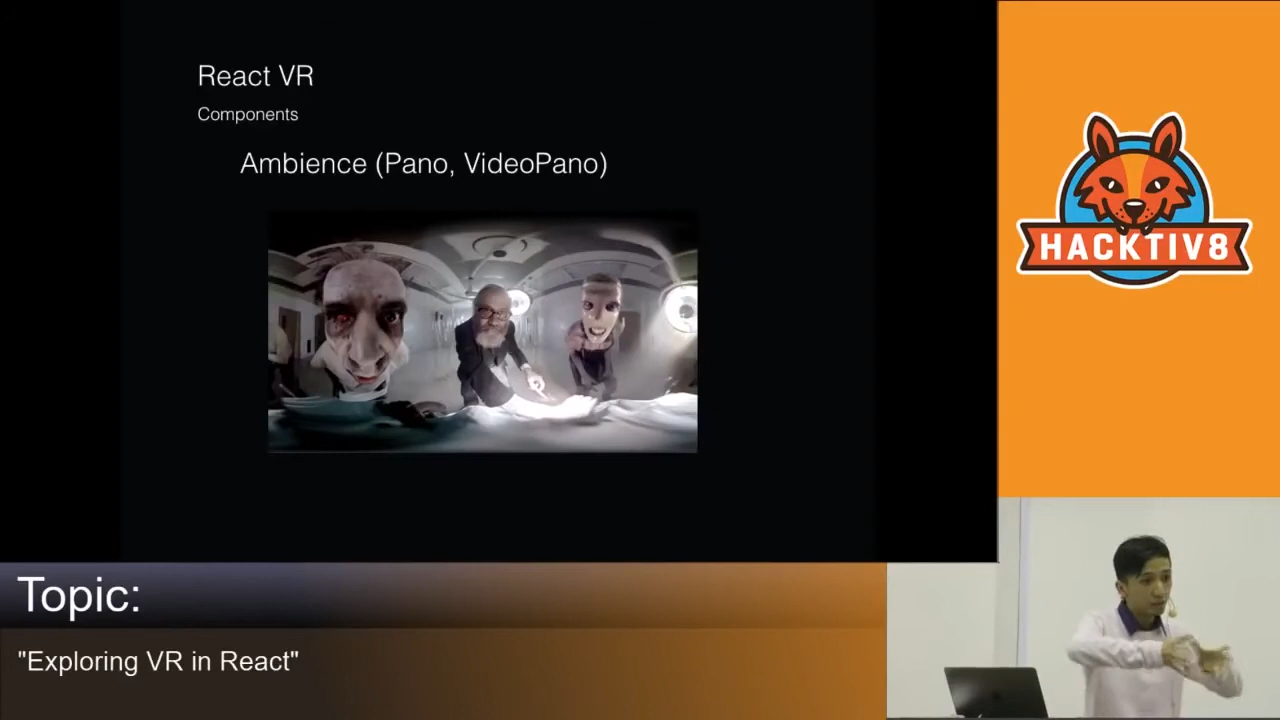 React VR
Components
Ambience (Pano, VideoPano)
HACKTIV8
Topic:
"Exploring VR in React"